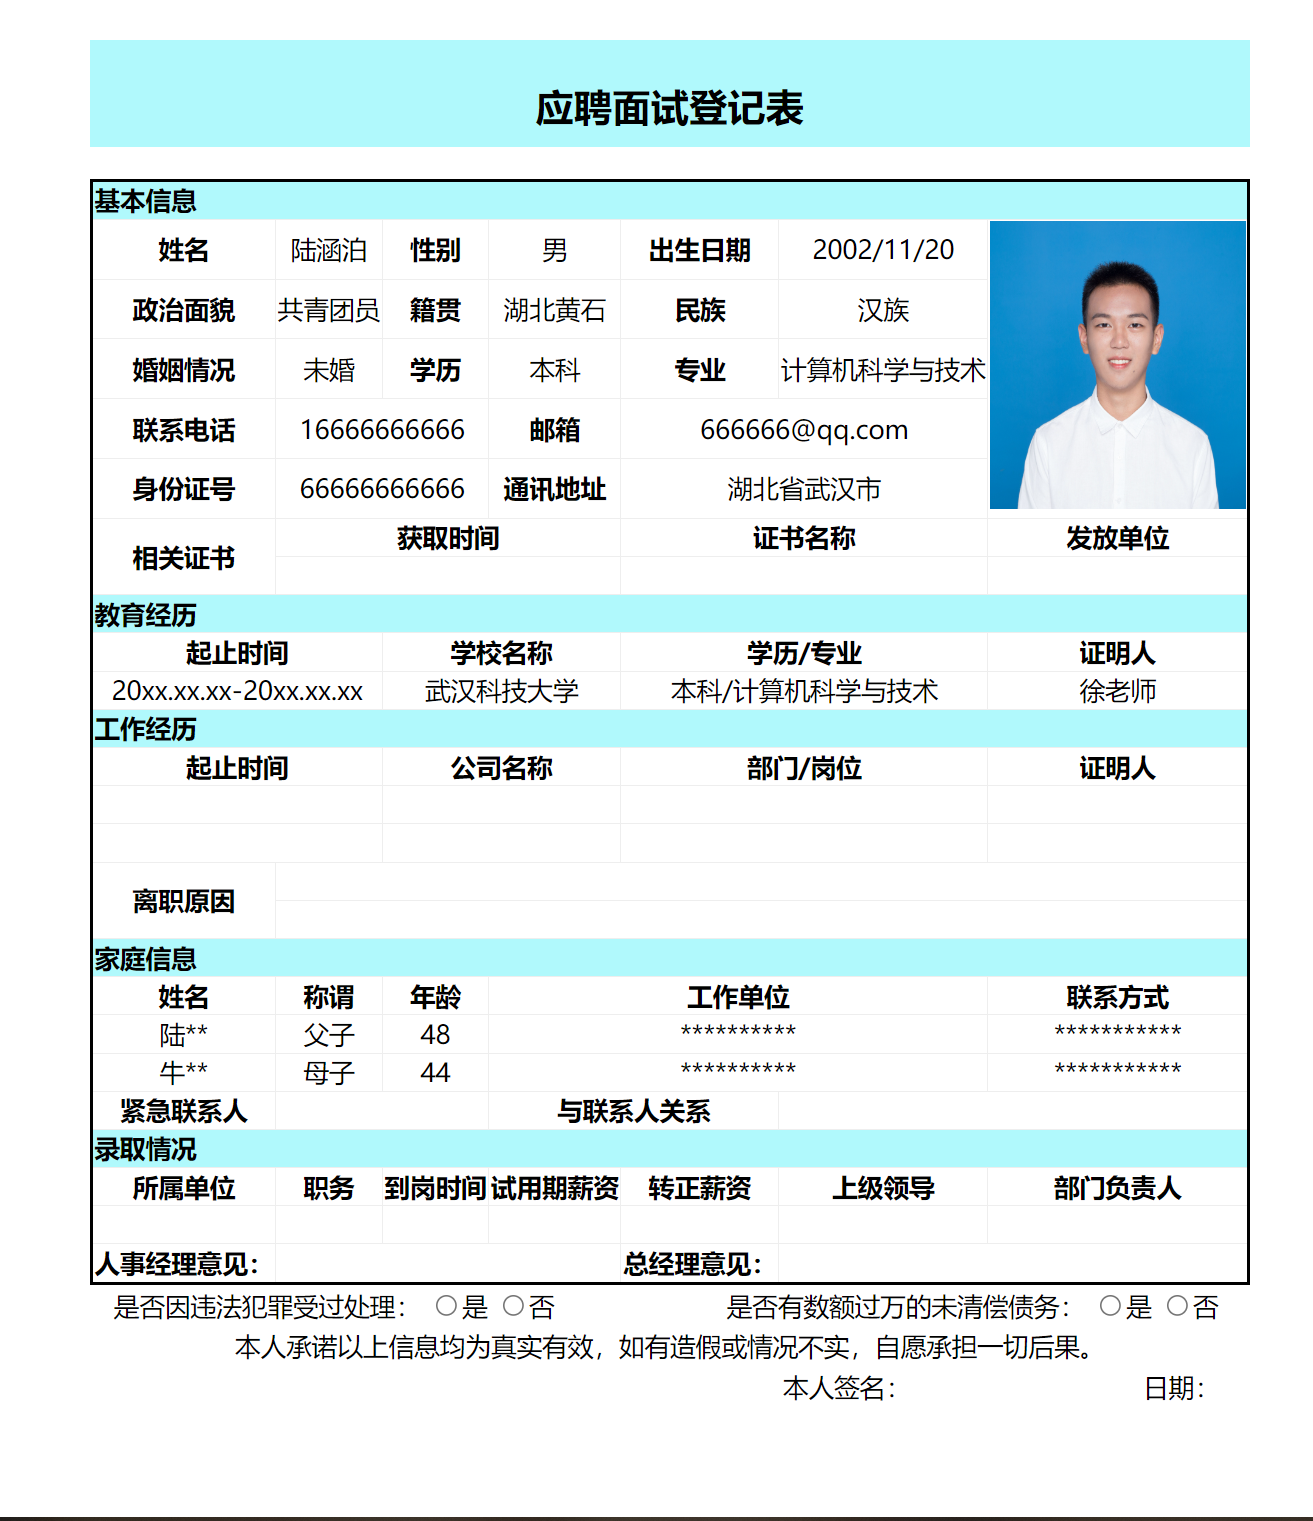 应聘面试登记表
基本信息
姓名 陆涵泊 性别 男 出生日期 2002/11/20
政治面貌 共青团员 籍贯 湖北黄石 民族 汉族
婚姻情况 未婚 学历 本科 专业 计算机科学与技术
联系电话 16666666666 邮箱 666666@qq.com
身份证号 66666666666 通讯地址 湖北省武汉市
相关证书 获取时间 证书名称 发放单位
教育经历
起止时间 学校名称 学历/专业 证明人
20xx.xx.xx-20xx.xx.xx 武汉科技大学 本科/计算机科学与技术 徐老师
工作经历
起止时间 公司名称 部门/岗位 证明人
离职原因
家庭信息
姓名 称谓 年龄 工作单位 联系方式
陆** 父子 48 ********** ***********
牛** 母子 44 ********** ***********
紧急联系人 与联系人关系
录取情况
所属单位 职务 到岗时间 试用期薪资 转正薪资 上级领导 部门负责人
人事经理意见： 总经理意见：
是否因违法犯罪受过处理： 是 否 是否有数额过万的未清偿债务： 是 否
本人承诺以上信息均为真实有效，如有造假或情况不实，自愿承担一切后果。
本人签名： 日期：